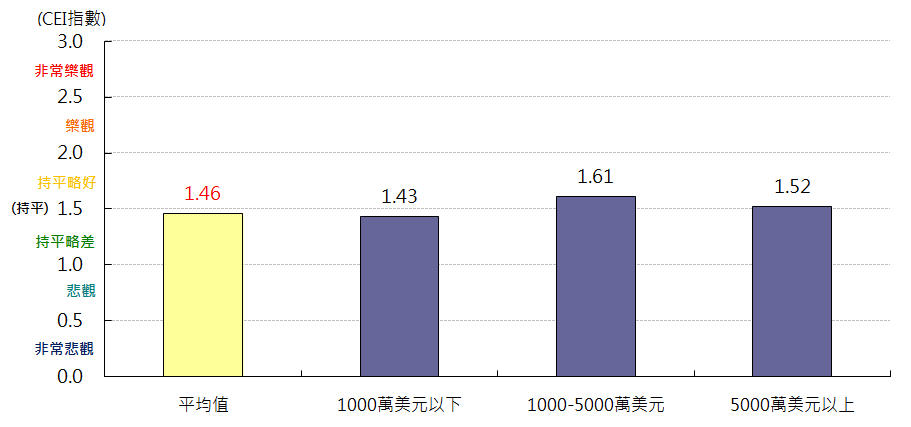 (CEI指數)
3.0
非常樂觀
2.5
樂觀
2.0
持平略好
(持平) 1.5
持平略差
1.0
悲觀
0.5
非常悲觀
0.0
1.46
1.43
1.61
1.52
平均值
1000萬美元以下
1000-5000萬美元
5000萬美元以上